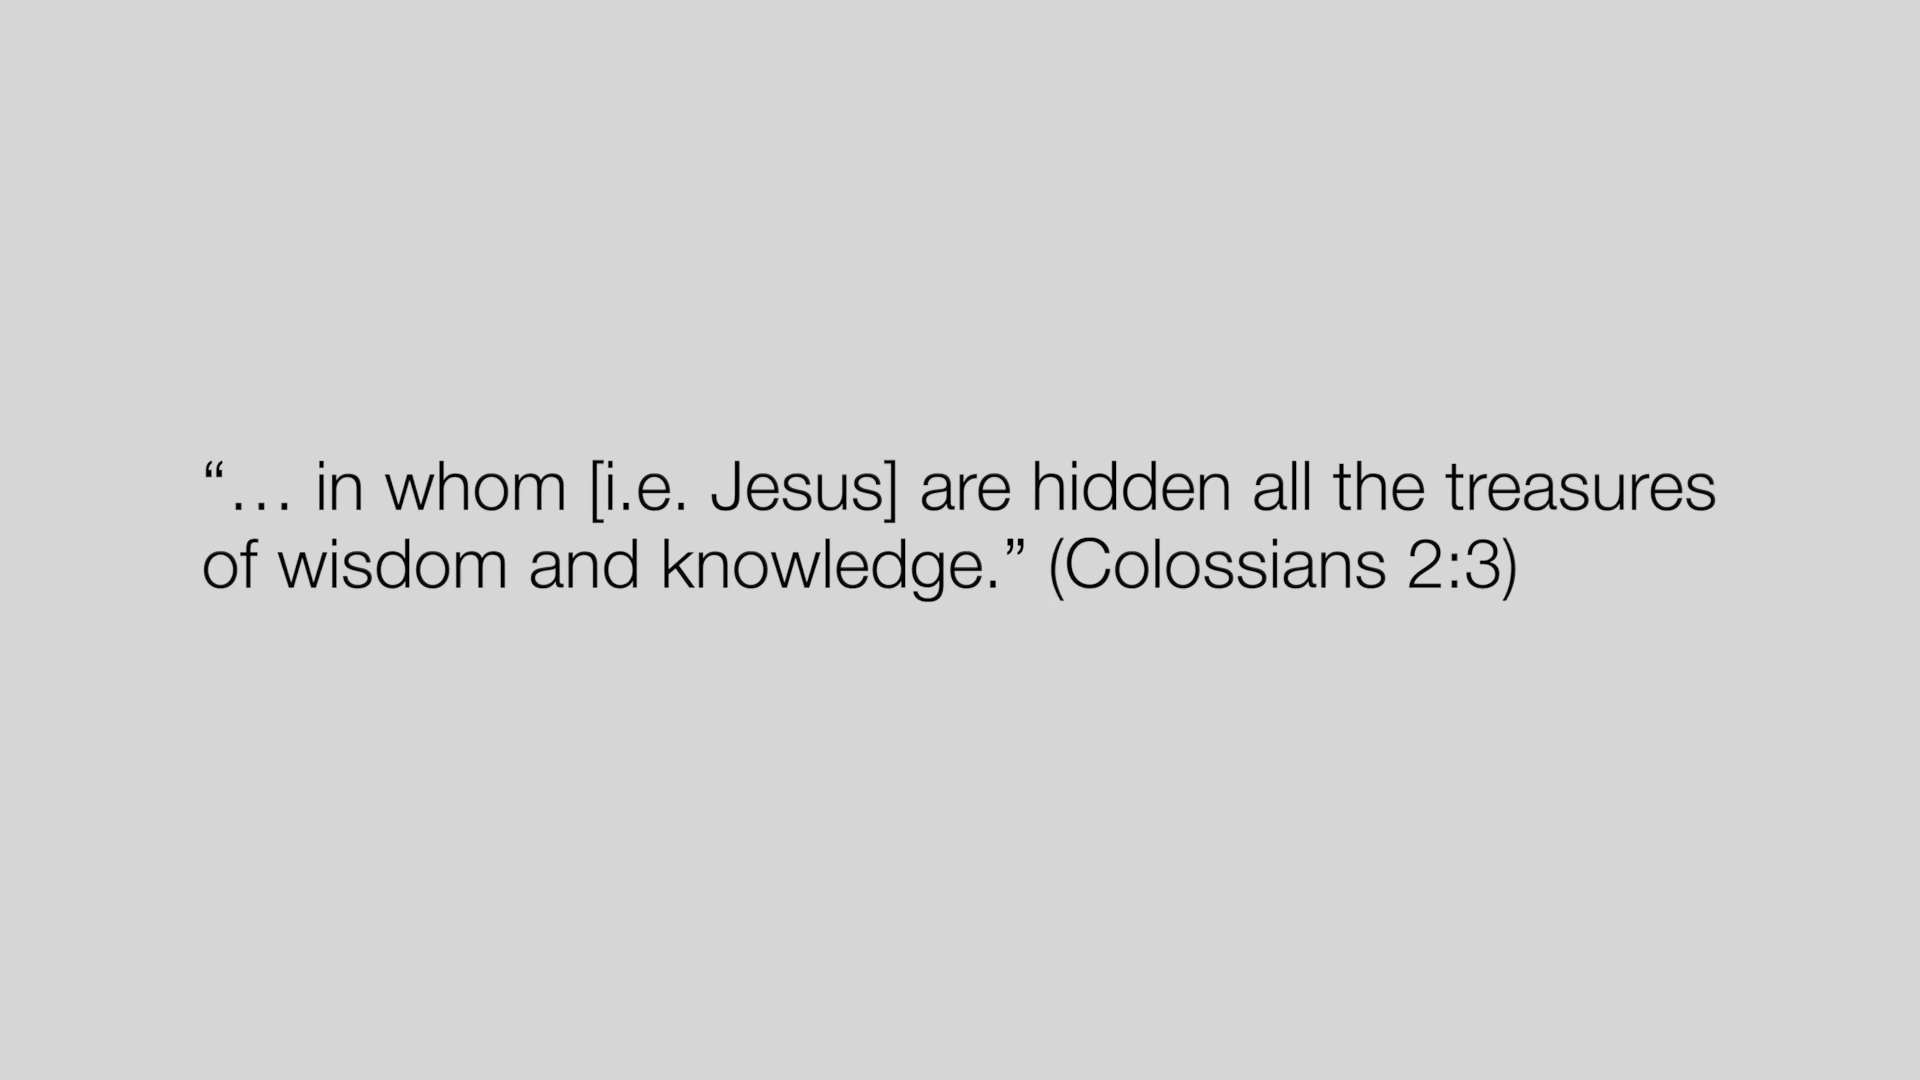 “… in whom [i.e. Jesus] are hidden all the treasures
of wisdom and knowledge.” (Colossians 2:3)